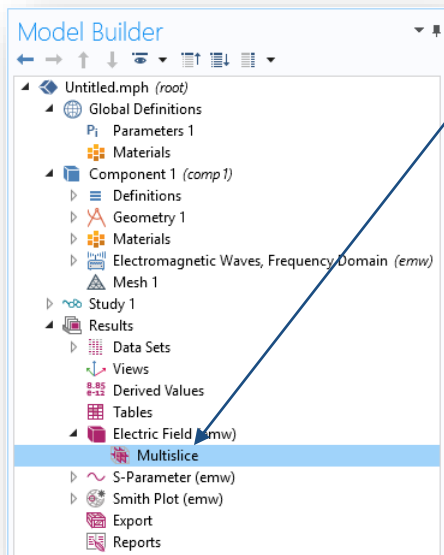 Model Builder
Untitled.mph (root)
Global Definitions
Pi Parameters 1
Materials
Component 1 (comp1)
Definitions
Geometry 1
Materials
Electromagnetic Waves, Frequency Domain (emw)
Mesh 1
Study 1
Results
Data Sets
Views
8.85
e-12 Derived Values
Tables
Electric Field (emw)
Multislice
S-Parameter (emw)
Smith Plot (emw)
Export
Reports